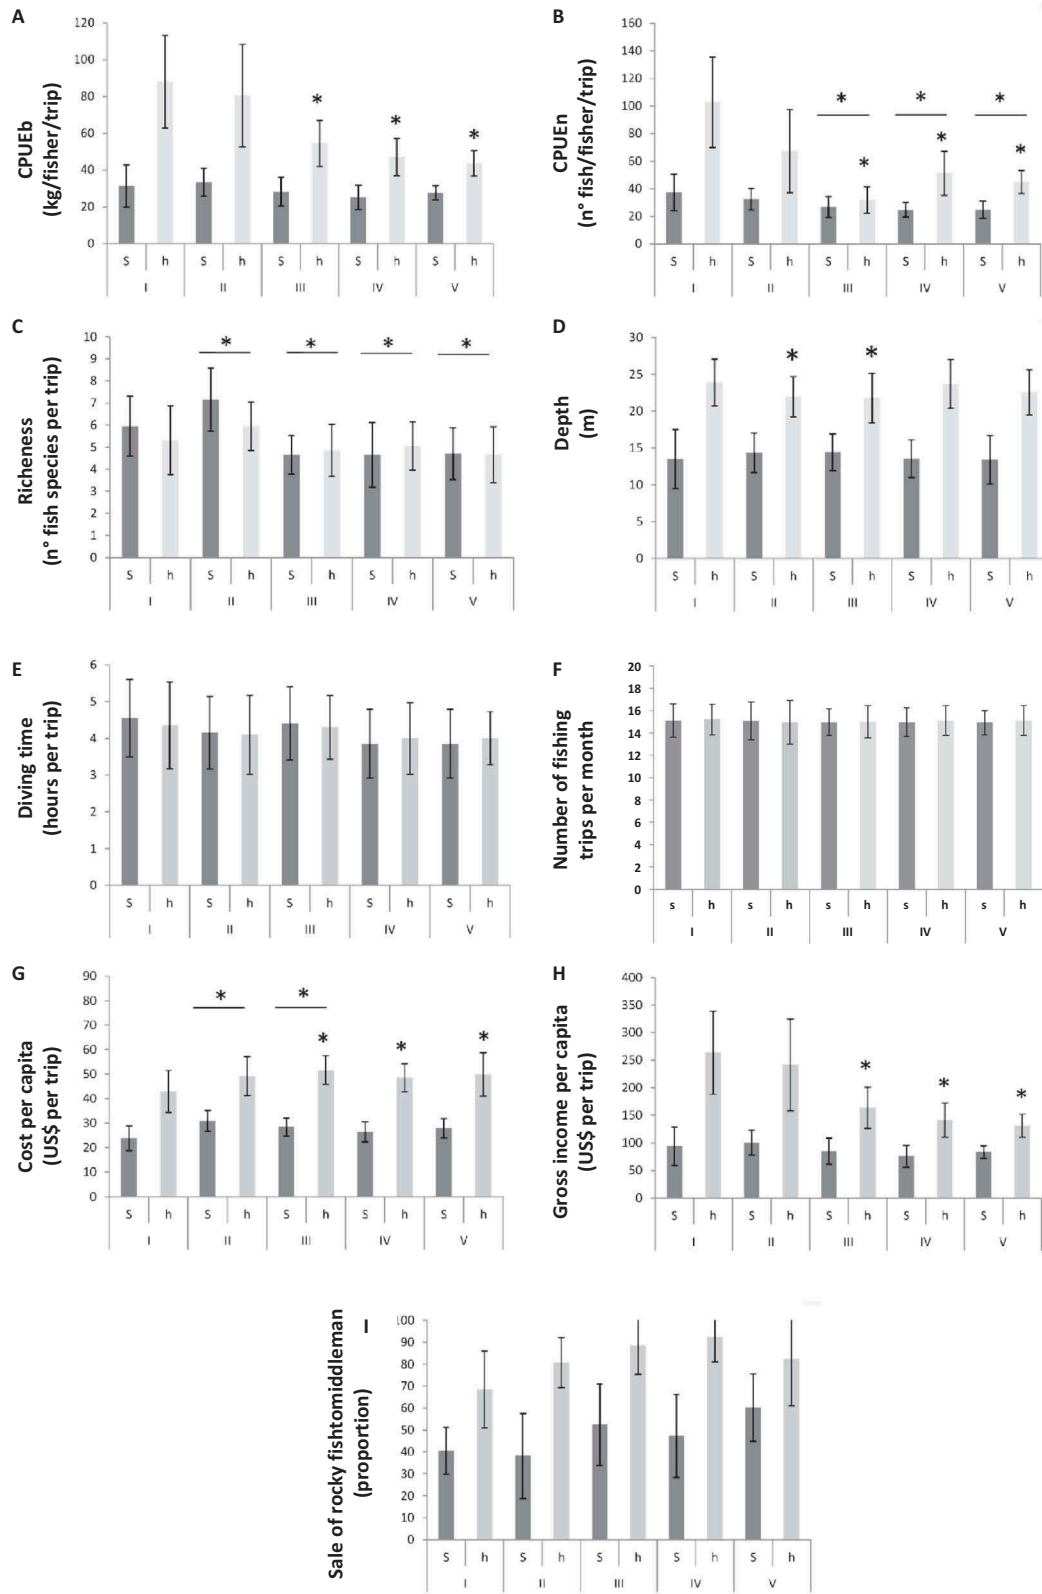 A
CPUEb
(kg/fisher/trip)
120
100
80
60
40
20
0
*
*
*
S h S h S h S h S h
I II III IV V
B
CPUEn
(n° fish/fisher/trip)
160
140
120
100
80
60
40
20
0
* * *
* * *
S h S h S h S h S h
I II III IV V
C
Richeness
(n° fish species per trip)
10
9
8
7
6
5
4
3
2
1
0
* * * *
S h S h S h S h S h
I II III IV V
D
Depth
(m)
30
25
20
15
10
5
0
* *
S h S h S h S h S h
I II III IV V
E
Diving time
(hours per trip)
6
5
4
3
2
1
0
S h S h S h S h S h
I II III IV V
F
Number of fishing
trips per month
20
18
16
14
12
10
8
6
4
2
0
s h s h s h s h s h
I II III IV V
G
Cost per capita
(US$ per trip)
90
80
70
60
50
40
30
20
10
0
* *
* * *
S h S h S h S h S h
I II III IV V
H
Gross income per capita
(US$ per trip)
400
350
300
250
200
150
100
50
0
* * *
S h S h S h S h S h
I II III IV V
I
Sale of rocky fishtomiddleman
(proportion)
100
90
80
70
60
50
40
30
20
10
0
S h S h S h S h S h
I II III IV V